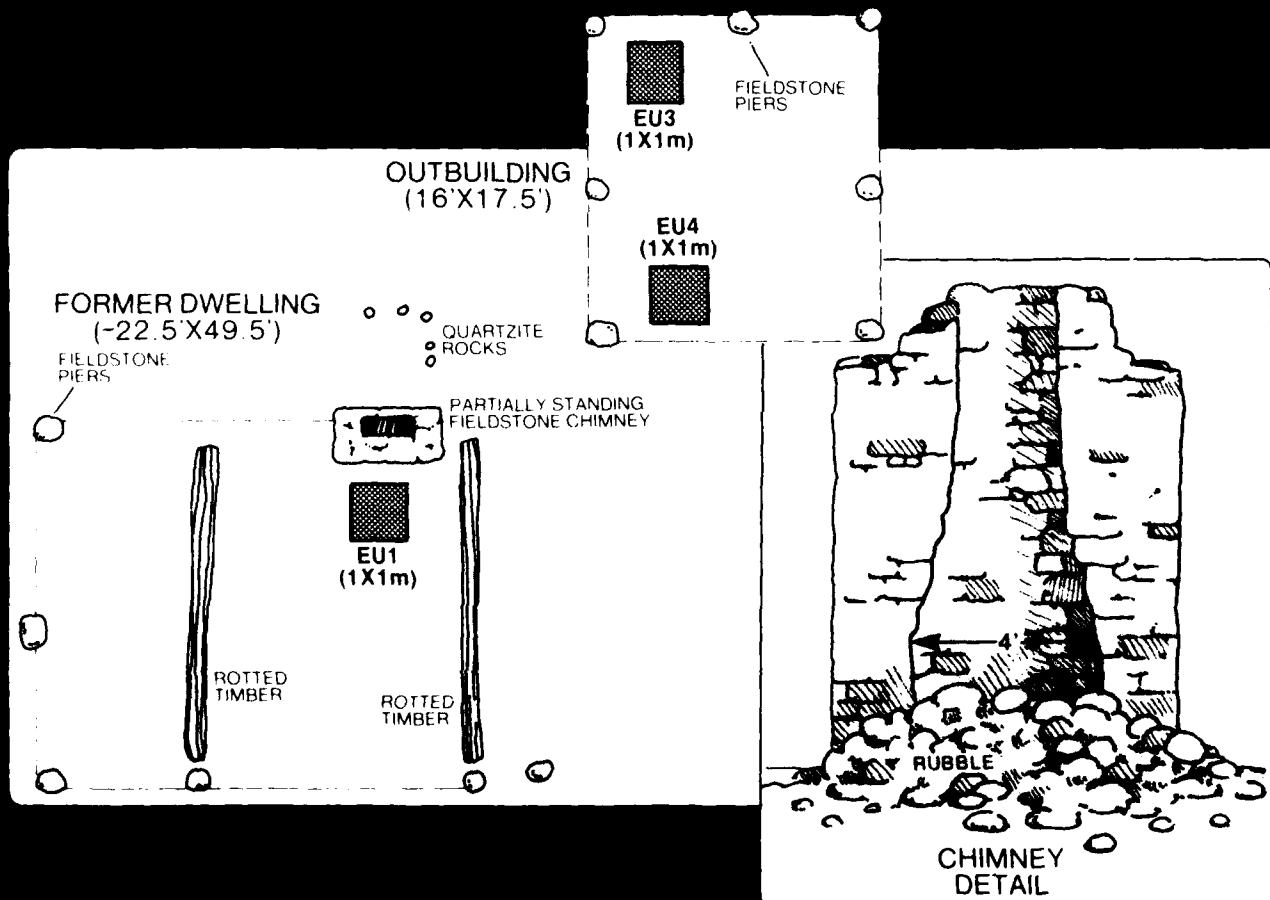 FIELDSTONE
PIERS
EU3
(1X1m)
OUTBUILDING
(16'X17.5')
EU4
(1X1m)
FORMER DWELLING
(~22.5'X49.5')
FIELDSTONE
PIERS
QUARTZITE
ROCKS
PARTIALLY STANDING
FIELDSTONE CHIMNEY
EU1
(1X1m)
ROTTED
TIMBER
ROTTED
TIMBER
4'
RUBBLE
CHIMNEY
DETAIL